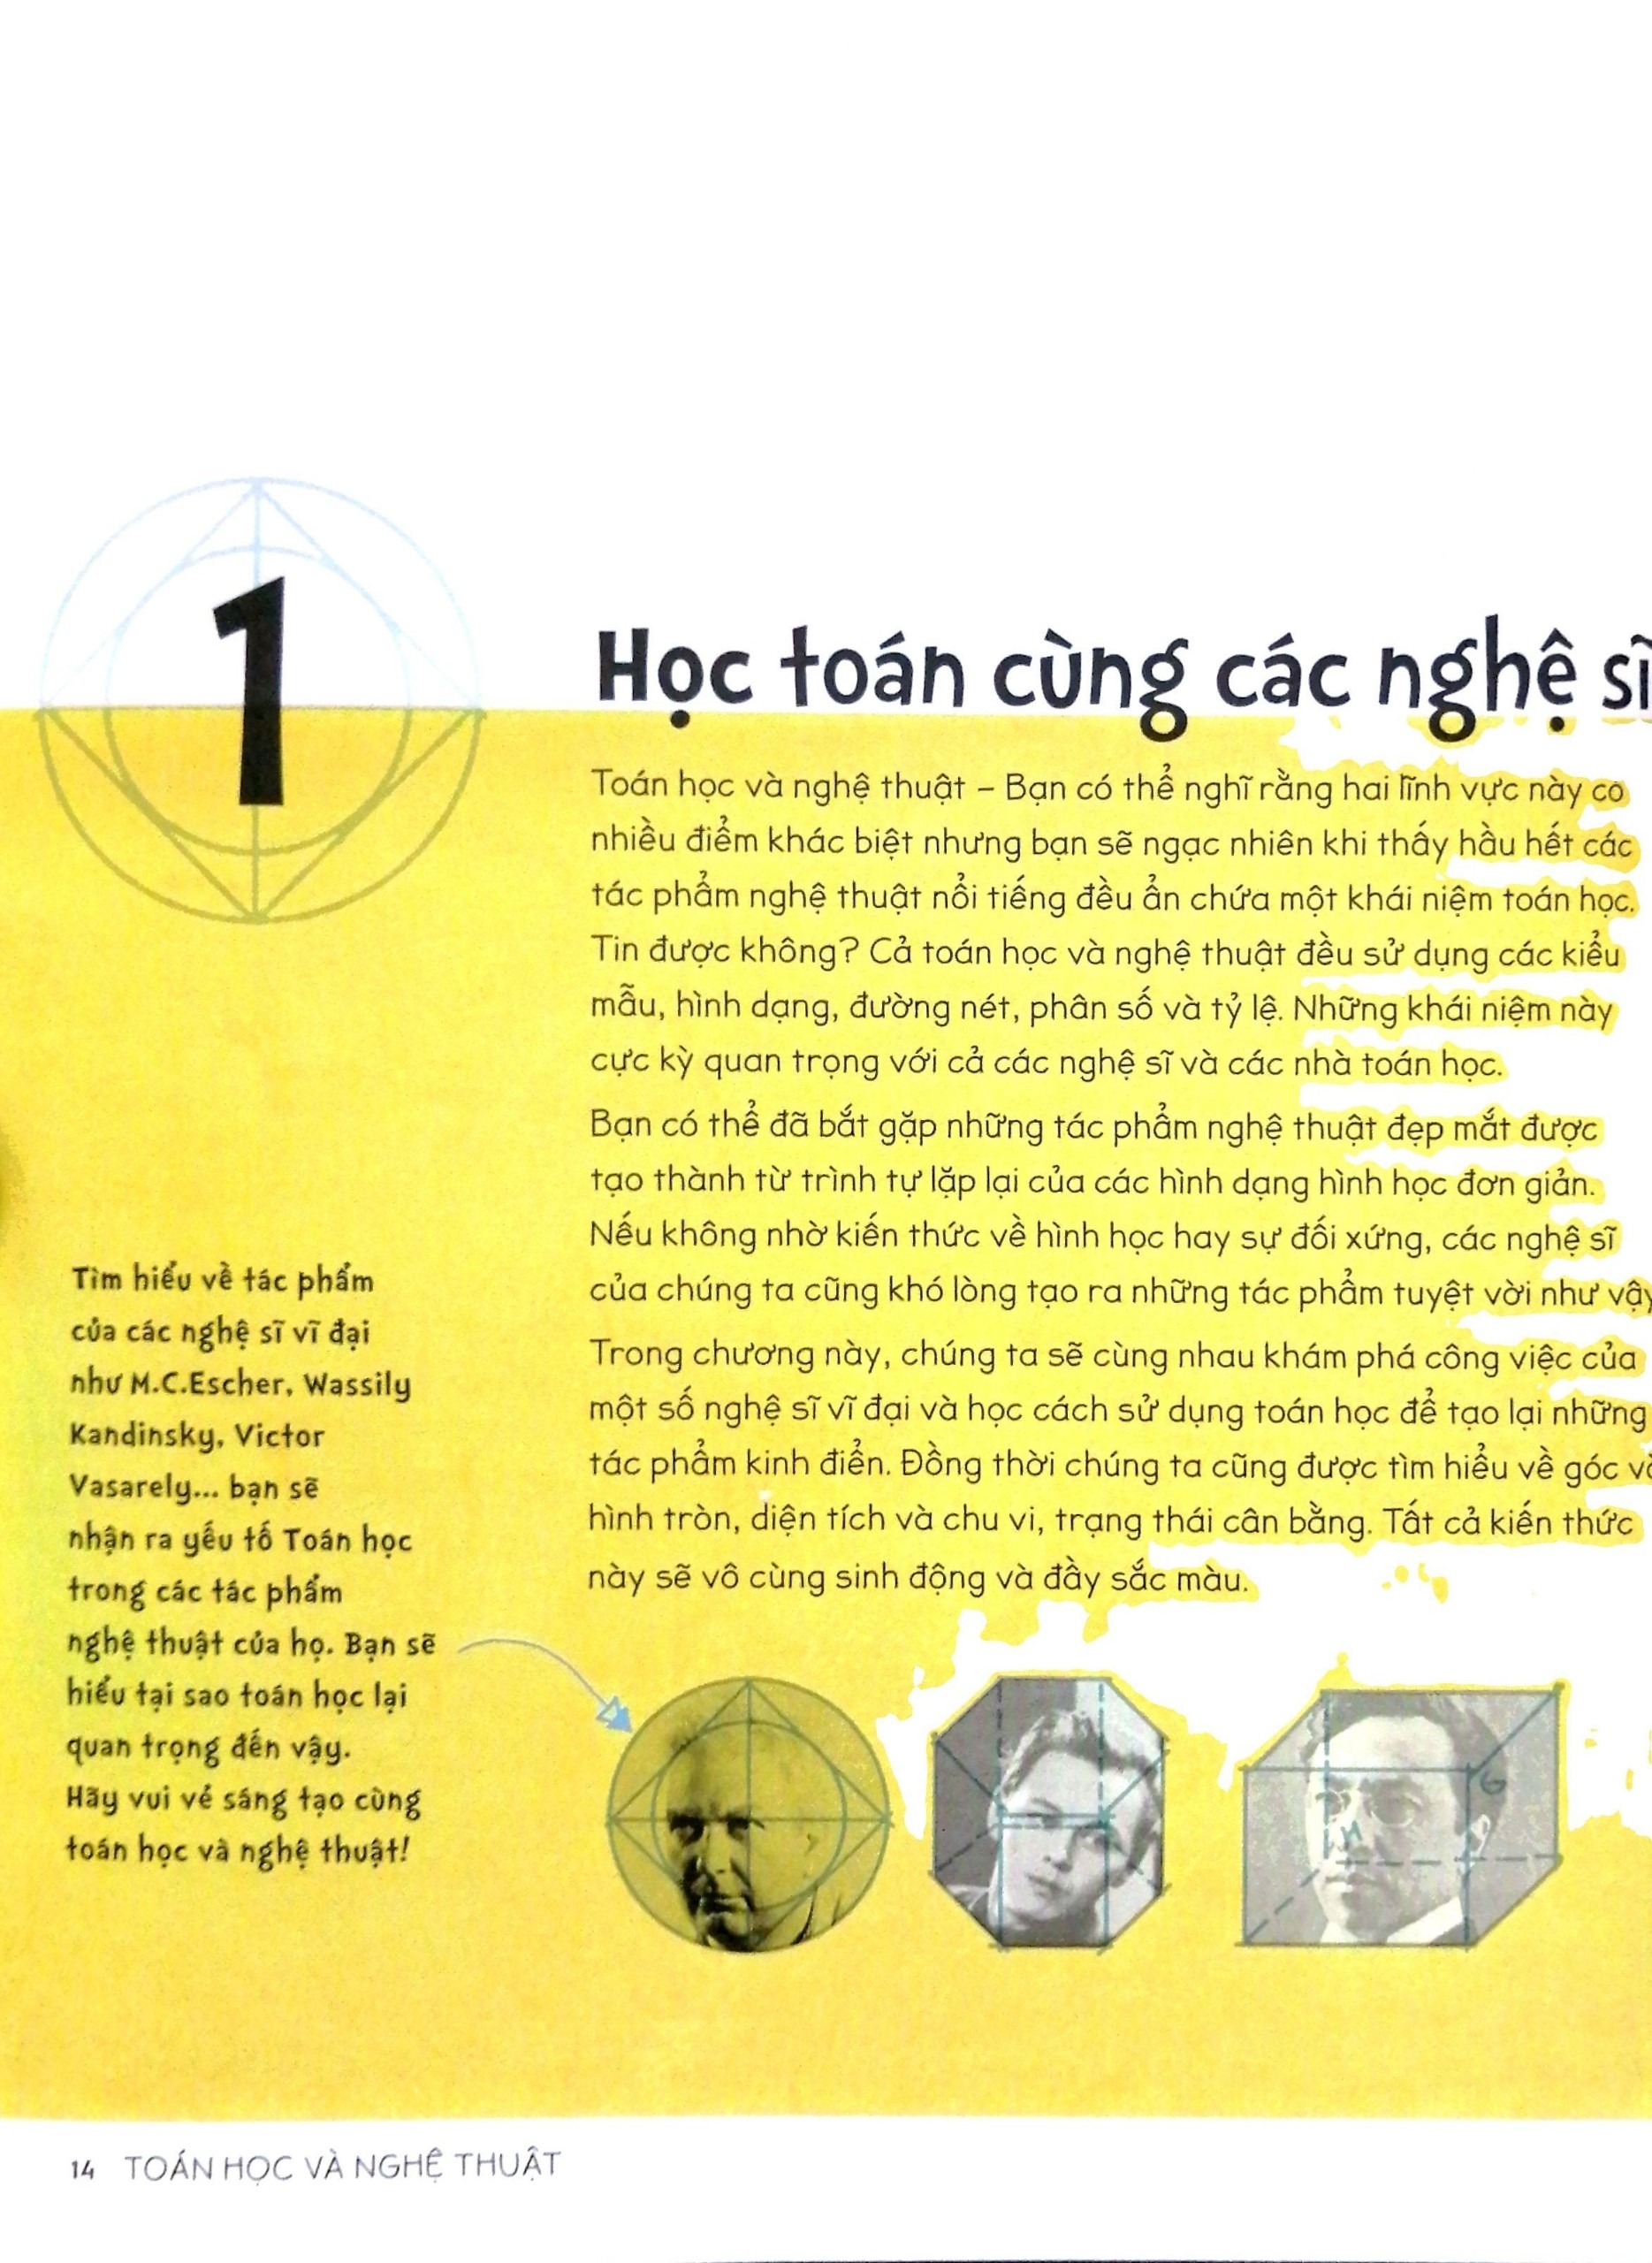 1
Học toán cùng các nghệ sĩ
Toán học và nghệ thuật – Bạn có thể nghĩ rằng hai lĩnh vực này có
nhiều điểm khác biệt nhưng bạn sẽ ngạc nhiên khi thấy hầu hết các
tác phẩm nghệ thuật nổi tiếng đều ẩn chứa một khái niệm toán học.
Tin được không? Cả toán học và nghệ thuật đều sử dụng các kiểu
mẫu, hình dạng, đường nét, phân số và tỷ lệ. Những khái niệm này
cực kỳ quan trọng với cả các nghệ sĩ và các nhà toán học.
Bạn có thể đã bắt gặp những tác phẩm nghệ thuật đẹp mắt được
tạo thành từ trình tự lặp lại của các hình dạng hình học đơn giản.
Nếu không nhờ kiến thức về hình học hay sự đối xứng, các nghệ sĩ
của chúng ta cũng khó lòng tạo ra những tác phẩm tuyệt vời như vậy
Trong chương này, chúng ta sẽ cùng nhau khám phá công việc của
một số nghệ sĩ vĩ đại và học cách sử dụng toán học để tạo lại những
tác phẩm kinh điển. Đồng thời chúng ta cũng được tìm hiểu về góc và
hình tròn, diện tích và chu vi, trạng thái cân bằng. Tất cả kiến thức
này sẽ vô cùng sinh động và đầy sắc màu.
Tìm hiểu về tác phẩm
của các nghệ sĩ vĩ đại
như M.C.Escher, Wassily
Kandinsky, Victor
Vasarely... bạn sẽ
nhận ra yếu tố Toán học
trong các tác phẩm
nghệ thuật của họ. Bạn sẽ
hiểu tại sao toán học lại
quan trọng đến vậy.
Hãy vui vẻ sáng tạo cùng
toán học và nghệ thuật!
G
M
14 TOÁN HỌC VÀ NGHỆ THUẬT